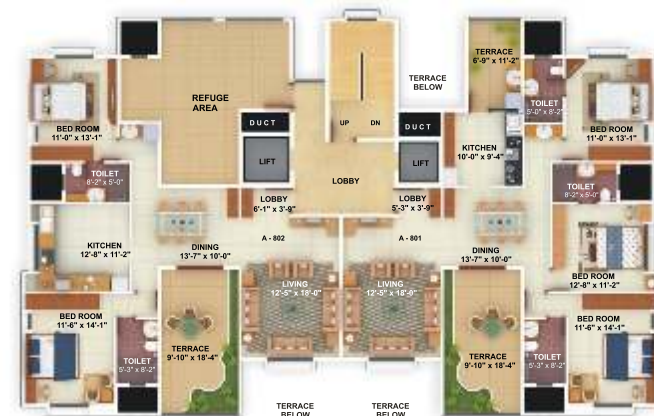 TERRACE
6'-9" x 11'-2"
TERRACE
BELOW
REFUGE
AREA
TOILET
5'-0" x 8'-2"
BED ROOM
11'-0" x 13'-1"
DUCT
UP DN
DUCT
BED ROOM
11'-0" x 13'-1"
KITCHEN
10'-0" x 9'-4"
LIFT
LIFT
TOILET
8'-2" x 5'-0"
LOBBY
TOILET
8'-2" x 5'-0"
LOBBY
6'-1" x 3'-9"
LOBBY
5'-3" x 3'-9"
KITCHEN
12'-8" x 11'-2"
DINING
13'-7" x 10'-0"
A - 802
A - 801
DINING
13'-7" x 10'-0"
BED ROOM
12'-8" x 11'-2"
LIVING
12'-5" x 18'-0"
LIVING
12'-5" x 18'-0"
BED ROOM
11'-6" x 14'-1"
BED ROOM
11'-6" x 14'-1"
TERRACE
9'-10" x 18'-4"
TERRACE
9'-10" x 18'-4"
TOILET
5'-3" x 8'-2"
TOILET
5'-3" x 8'-2"
TERRACE
BELOW
TERRACE
BELOW